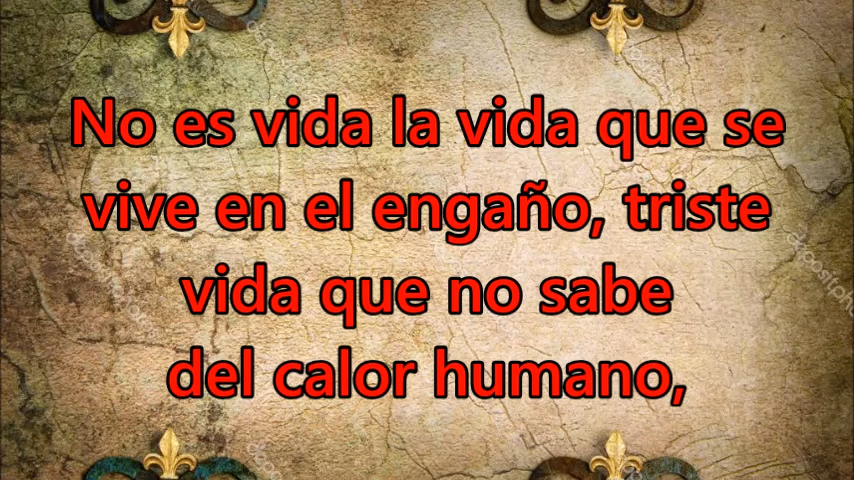 No es vida la vida que se
vive en el engaño, triste
vida que no sabe
del calor humano,